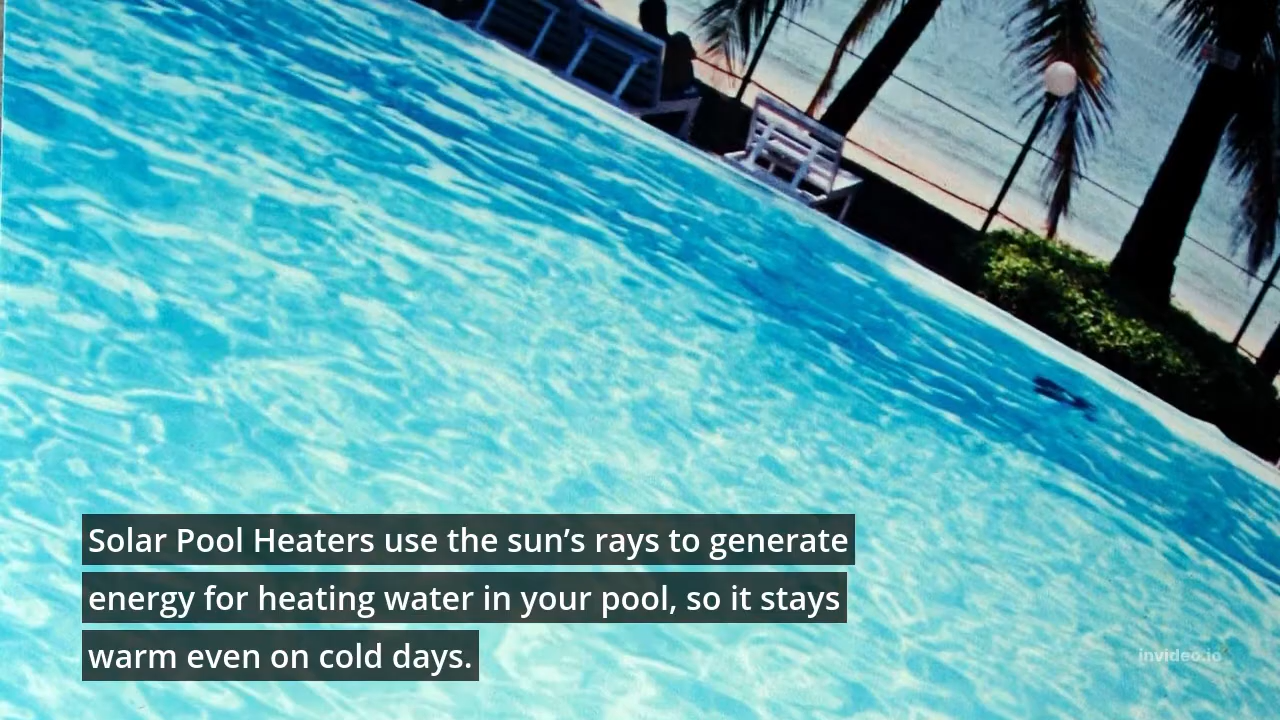 Solar Pool Heaters use the sun’s rays to generate
energy for heating water in your pool, so it stays
warm even on cold days.
invideo.io